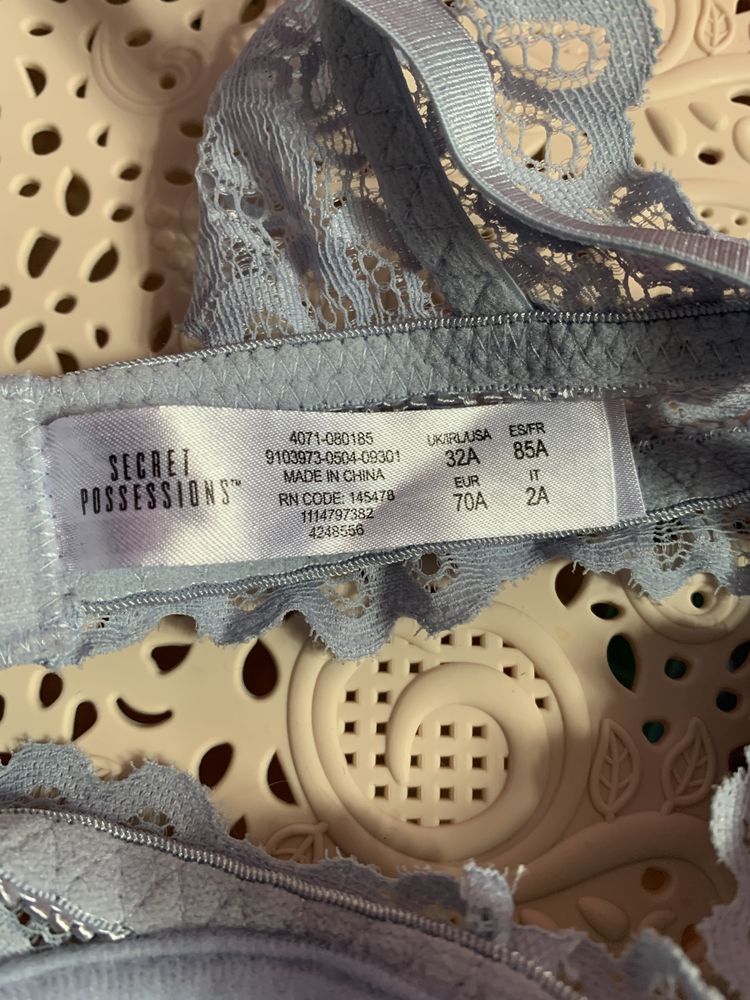 SECRET
POSSESSIONS™
4071-080185
9103973-0504-09301
MADE IN CHINA
RN CODE: 145478
1114797382
4248556
UK/IRL/USA ES/FR
32A 85A
EUR IT
70A 2A